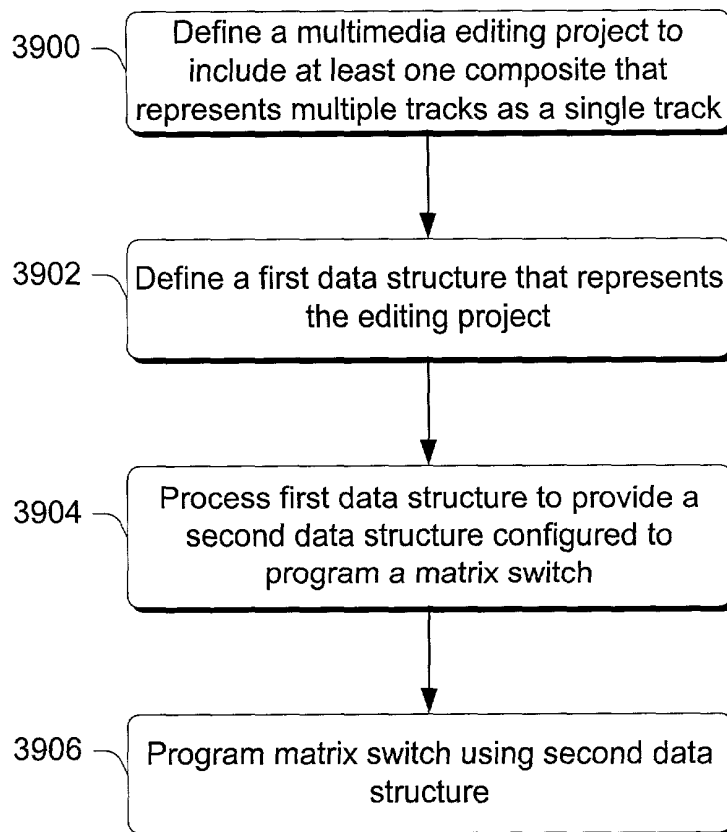 3900
Define a multimedia editing project to
include at least one composite that
represents multiple tracks as a single track
3902
Define a first data structure that represents
the editing project
3904
Process first data structure to provide a
second data structure configured to
program a matrix switch
3906
Program matrix switch using second data
structure